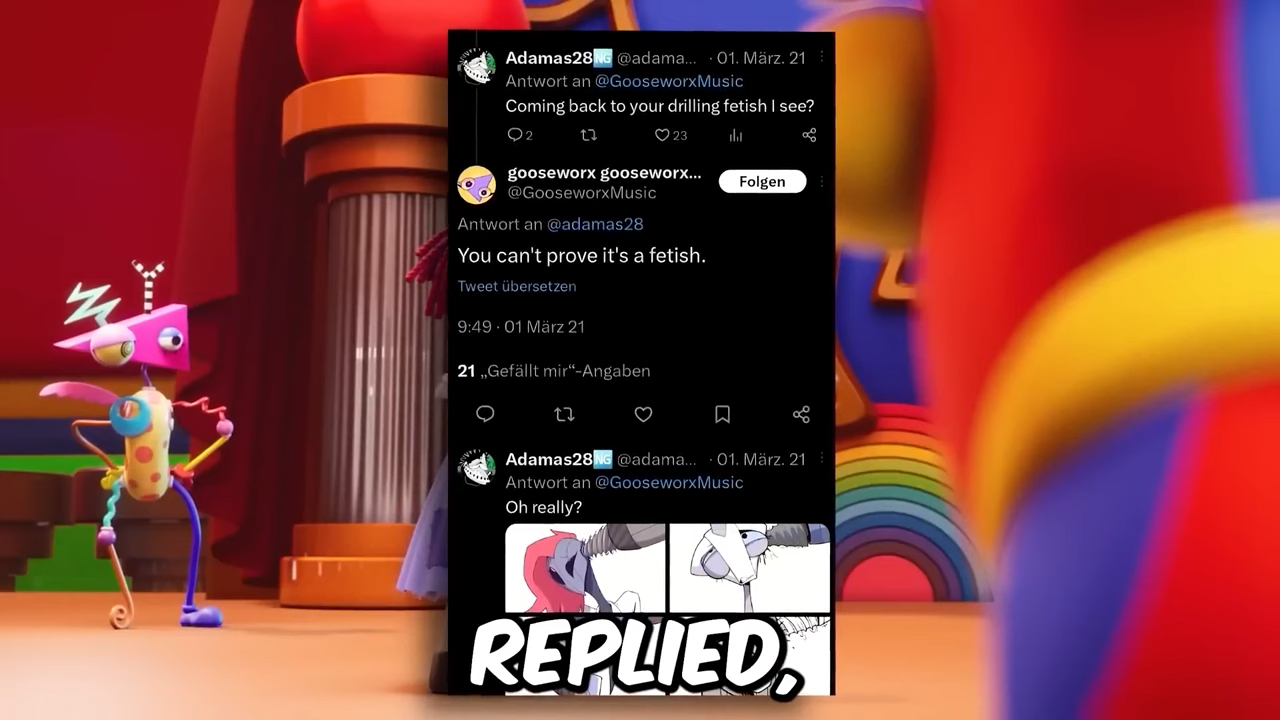 Adamas28 NG @adama... · 01. März. 21
Antwort an @GooseworxMusic
Coming back to your drilling fetish I see?
2 23
gooseworx gooseworx...
@GooseworxMusic
Folgen
Antwort an @adamas28
You can't prove it's a fetish.
Tweet übersetzen
9:49 · 01 März 21
21 „Gefällt mir“-Angaben
Adamas28 NG @adama... · 01. März. 21
Antwort an @GooseworxMusic
Oh really?
REPLIED,